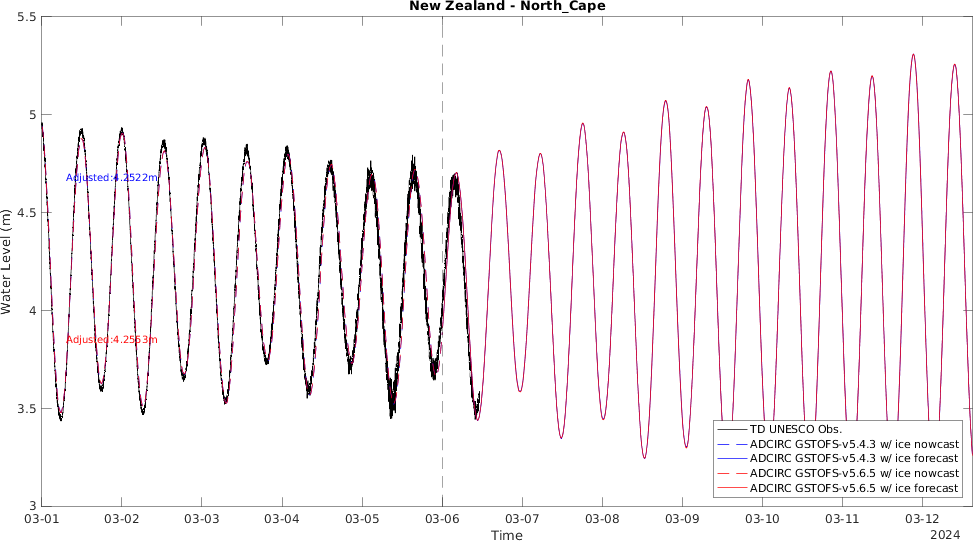 New Zealand - North_Cape
5.5
5
4.5
4
3.5
3
Water Level (m)
Adjusted:4.2522m
Adjusted:4.2563m
TD UNESCO Obs.
ADCIRC GSTOFS-v5.4.3 w/ ice nowcast
ADCIRC GSTOFS-v5.4.3 w/ ice forecast
ADCIRC GSTOFS-v5.6.5 w/ ice nowcast
ADCIRC GSTOFS-v5.6.5 w/ ice forecast
03-01 03-02 03-03 03-04 03-05 03-06 03-07 03-08 03-09 03-10 03-11 03-12
2024
Time